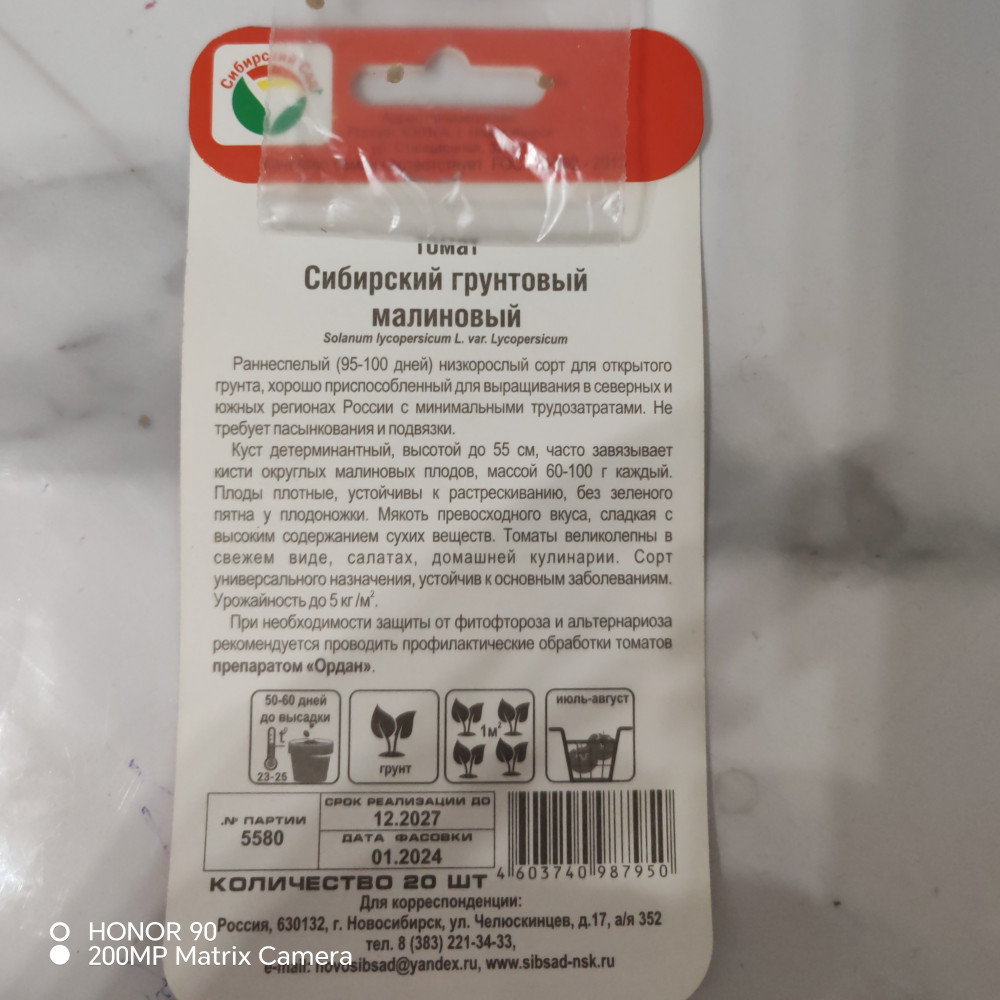 Сибирский Сад
Томат
Сибирский грунтовый
малиновый
Solanum lycopersicum L. var. Lycopersicum
Раннеспелый (95-100 дней) низкорослый сорт для открытого
грунта, хорошо приспособленный для выращивания в северных и
южных регионах России с минимальными трудозатратами. Не
требует пасынкования и подвязки.
Куст детерминантный, высотой до 55 см, часто завязывает
кисти округлых малиновых плодов, массой 60-100 г каждый.
Плоды плотные, устойчивы к растрескиванию, без зеленого
пятна у плодоножки. Мякоть превосходного вкуса, сладкая с
высоким содержанием сухих веществ. Томаты великолепны в
свежем виде, салатах, домашней кулинарии. Сорт
универсального назначения, устойчив к основным заболеваниям.
Урожайность до 5 кг/м².
При необходимости защиты от фитофтороза и альтернариоза
рекомендуется проводить профилактические обработки томатов
препаратом «Ордан».
50-60 дней
до высадки
t°
23-25
грунт
1м²
июль-август
.№ ПАРТИИ
5580
СРОК РЕАЛИЗАЦИИ ДО
12.2027
ДАТА ФАСОВКИ
01.2024
4 603740 987950
КОЛИЧЕСТВО 20 ШТ
Для корреспонденции:
Россия, 630132, г. Новосибирск, ул. Челюскинцев, д.17, а/я 352
тел. 8 (383) 221-34-33,
e-mail: novosibsad@yandex.ru, www.sibsad-nsk.ru
HONOR 90
200MP Matrix Camera